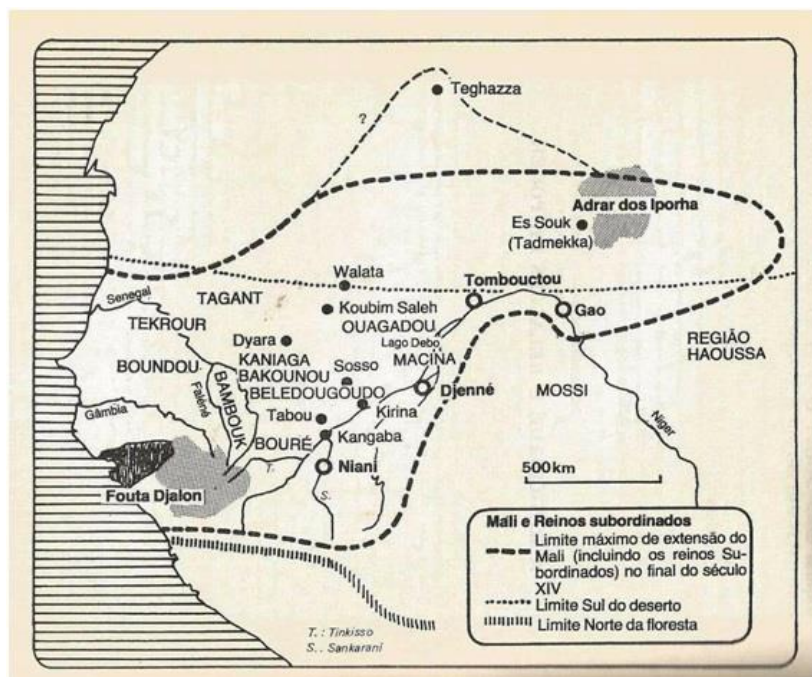 Teghazza
?
Adrar dos Iporha
Es Souk
(Tadmekka)
Walata
Tombouctou
Senegal
TAGANT
Koubim Saleh
Gao
TEKROUR
OUAGADOU
Lago Debo
REGIÃO
HAOUSSA
Dyara
MACINA
BOUNDOU
KANIAGA
BAKOUNOU
Sosso
BELEDOUGOUDO
Djenné
MOSSI
BAMBOUK
Falémé
Gâmbia
Tabou
Kirina
Niger
BOURÉ
Kangaba
T.
Niani
500km
Fouta Djalon
S.
Mali e Reinos subordinados
Limite máximo de extensão do
Mali (incluindo os reinos Su-
bordinados) no final do século
XIV
Limite Sul do deserto
Limite Norte da floresta
T. : Tinkisso
S. . Sankarani